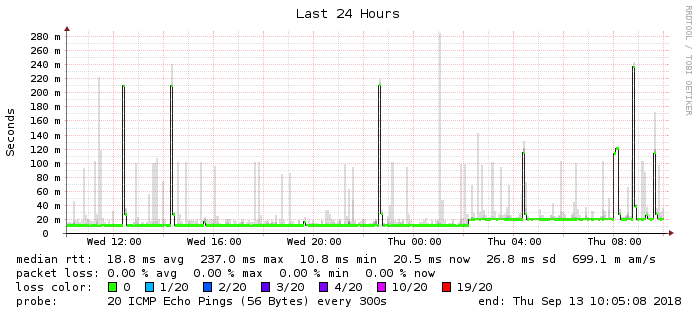 Last 24 Hours
RRDTOOL / TOBI OETIKER
Seconds
280 m
260 m
240 m
220 m
200 m
180 m
160 m
140 m
120 m
100 m
80 m
60 m
40 m
20 m
0
Wed 12:00 Wed 16:00 Wed 20:00 Thu 00:00 Thu 04:00 Thu 08:00
median rtt: 18.8 ms avg 237.0 ms max 10.8 ms min 20.5 ms now 26.8 ms sd 699.1 m am/s
packet loss: 0.00 % avg 0.00 % max 0.00 % min 0.00 % now
loss color: 0 1/20 2/20 3/20 4/20 10/20 19/20
probe: 20 ICMP Echo Pings (56 Bytes) every 300s end: Thu Sep 13 10:05:08 2018